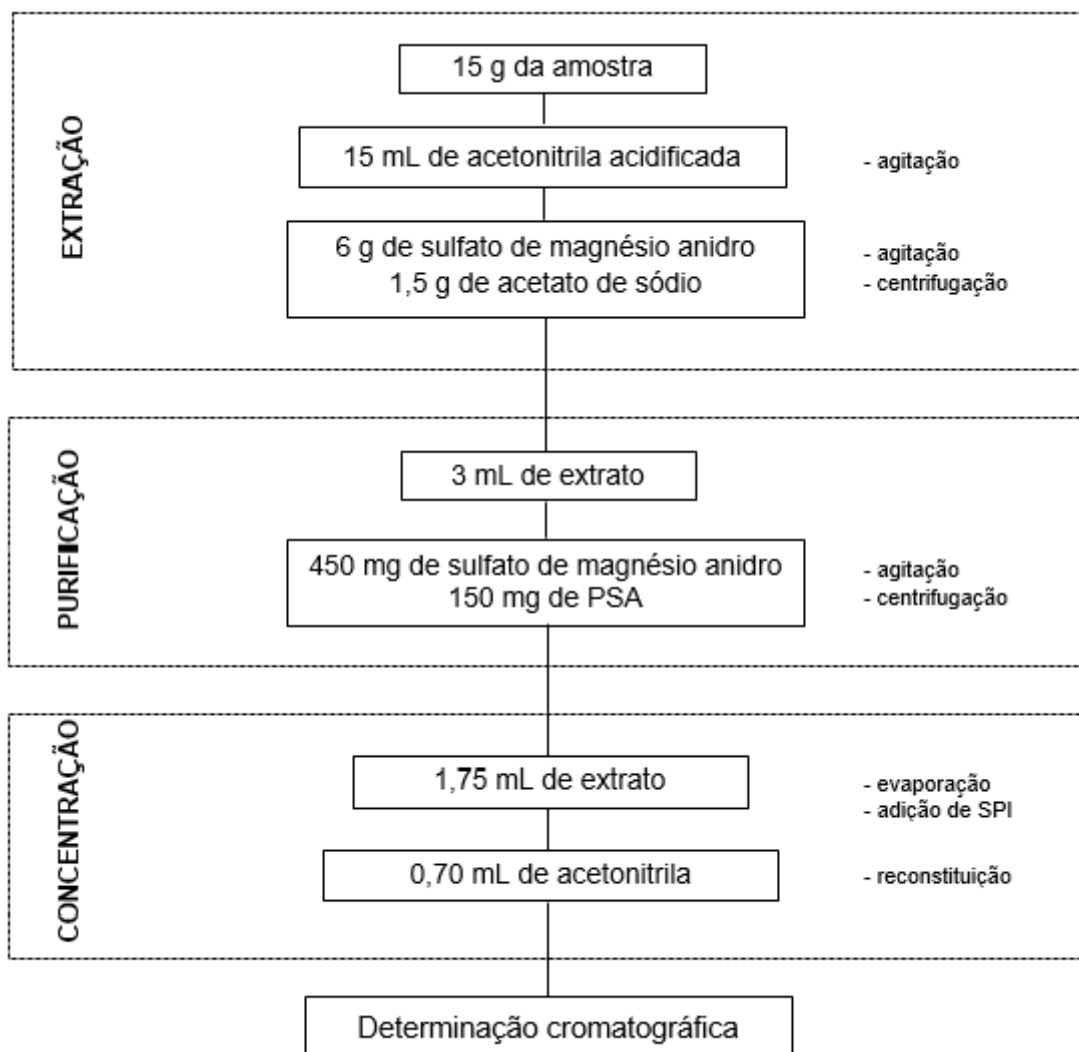 EXTRAÇÃO
15 g da amostra
15 mL de acetonitrila acidificada
- agitação
6 g de sulfato de magnésio anidro
1,5 g de acetato de sódio
- agitação
- centrifugação
PURIFICAÇÃO
3 mL de extrato
450 mg de sulfato de magnésio anidro
150 mg de PSA
- agitação
- centrifugação
CONCENTRAÇÃO
1,75 mL de extrato
- evaporação
- adição de SPI
0,70 mL de acetonitrila
- reconstituição
Determinação cromatográfica